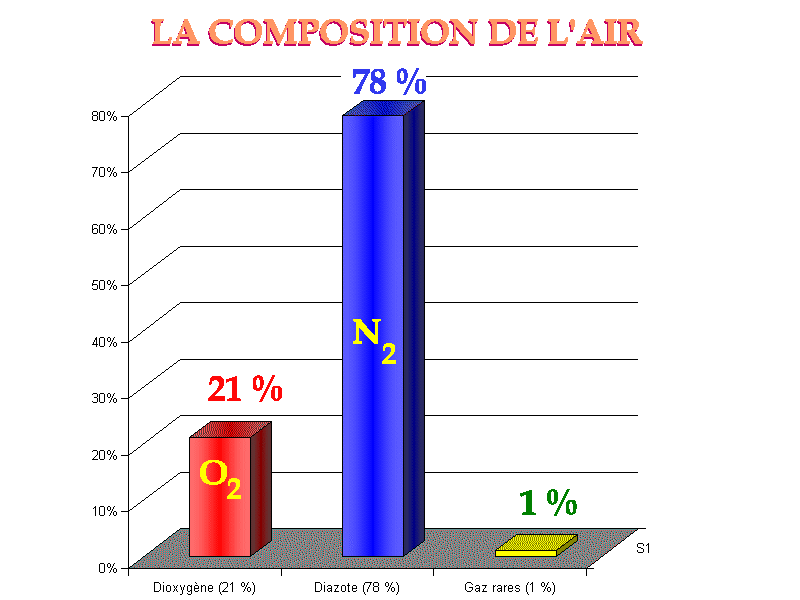 LA COMPOSITION DE L'AIR
78 %
80%
70%
60%
50%
40%
N2
30%
21 %
20%
O2
10%
1 %
0%
S1
Dioxygène (21 %)
Diazote (78 %)
Gaz rares (1 %)